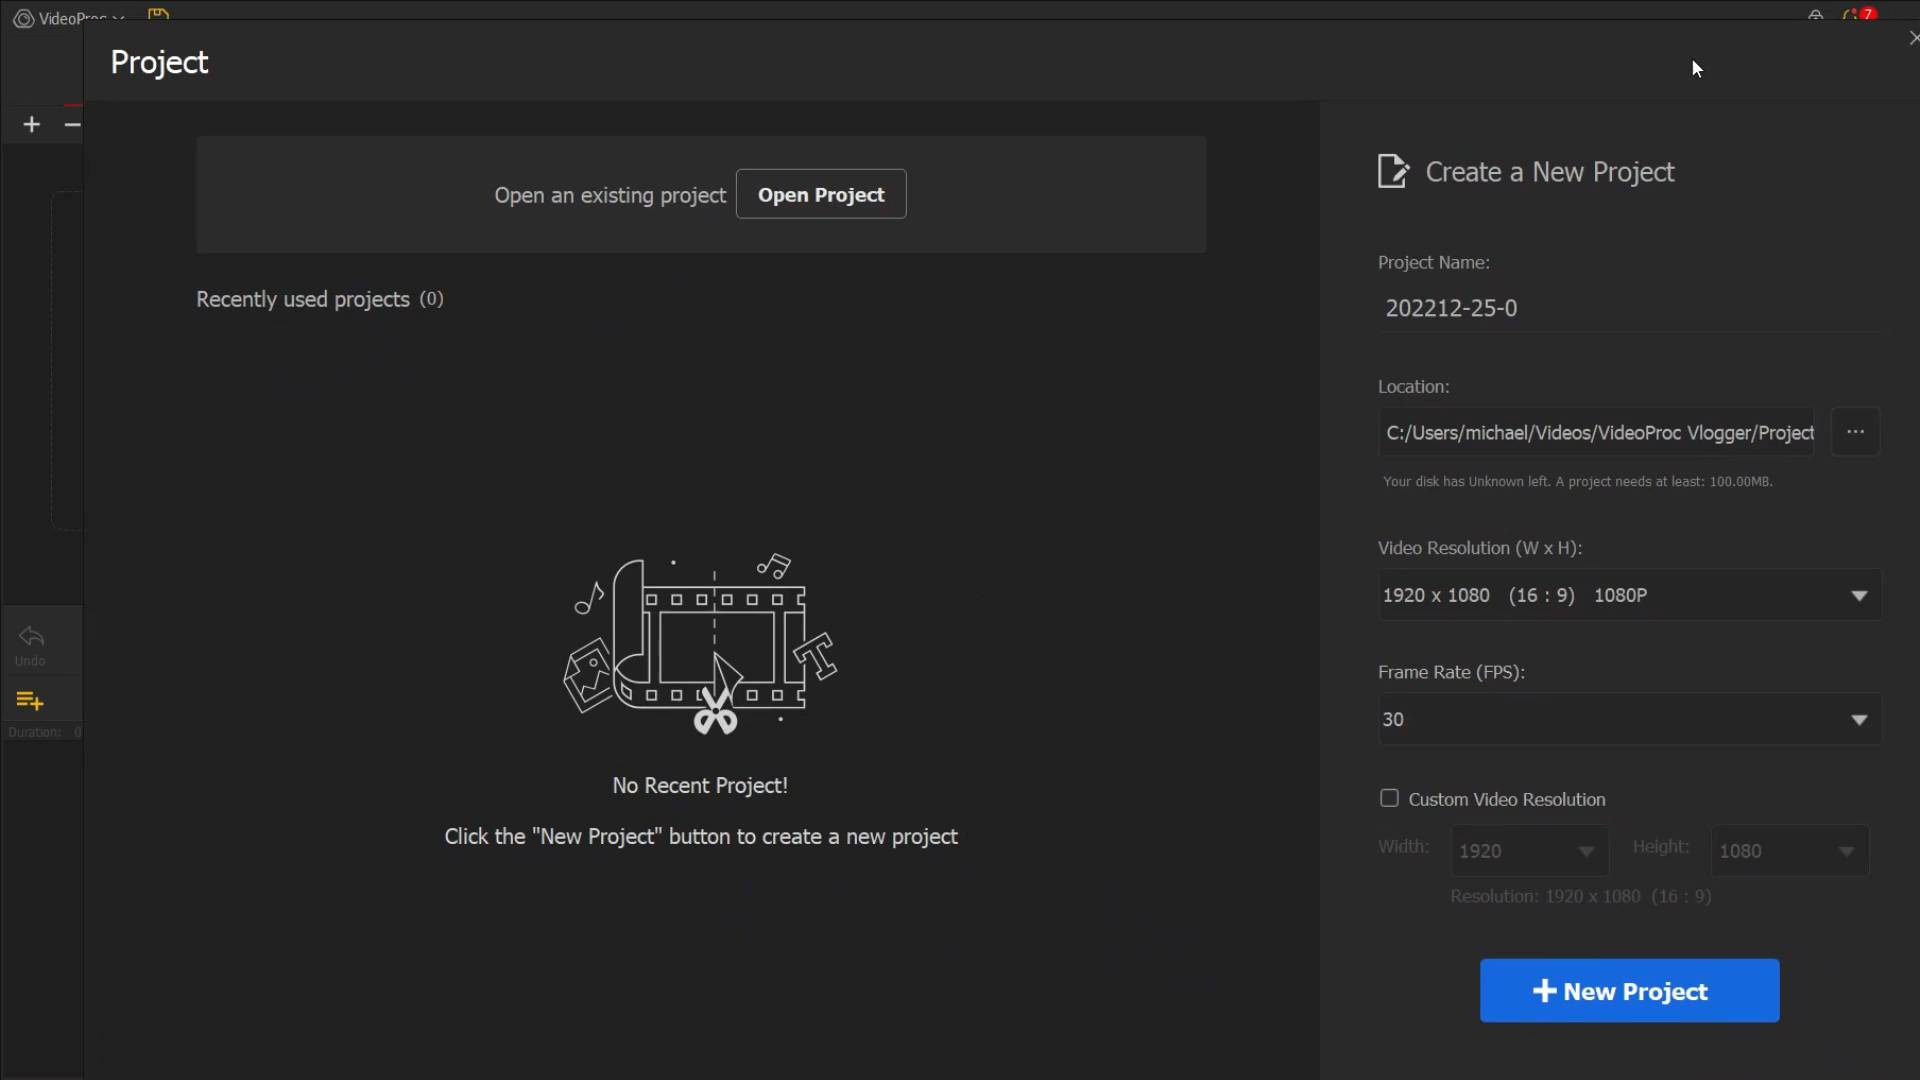 7
Project
Open an existing project Open Project
Recently used projects (0)
No Recent Project!
Click the "New Project" button to create a new project
Create a New Project
Project Name:
202212-25-0
Location:
C:/Users/michael/Videos/VideoProc Vlogger/Project
...
Your disk has Unknown left. A project needs at least: 100.00MB.
Video Resolution (W x H):
1920 x 1080 (16 : 9) 1080P
Frame Rate (FPS):
30
Custom Video Resolution
Width: 1920 Height: 1080
Resolution: 1920 x 1080 (16 : 9)
+ New Project
Undo
Duration: 0